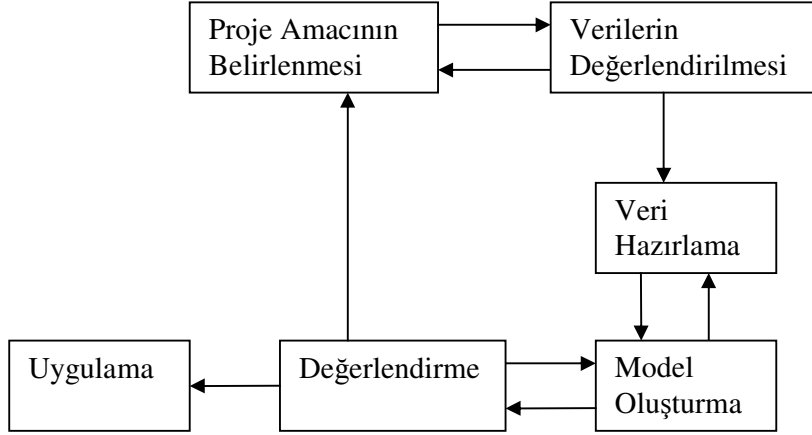 Proje Amacının
Belirlenmesi
Verilerin
Değerlendirilmesi
Veri
Hazırlama
Uygulama
Değerlendirme
Model
Oluşturma